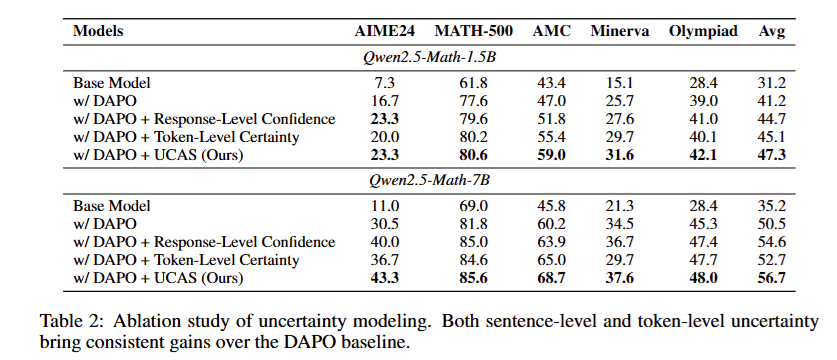 Models AIME24 MATH-500 AMC Minerva Olympiad Avg
Qwen2.5-Math-1.5B
Base Model 7.3 61.8 43.4 15.1 28.4 31.2
w/ DAPO 16.7 77.6 47.0 25.7 39.0 41.2
w/ DAPO + Response-Level Confidence 23.3 79.6 51.8 27.6 41.0 44.7
w/ DAPO + Token-Level Certainty 20.0 80.2 55.4 29.7 40.1 45.1
w/ DAPO + UCAS (Ours) 23.3 80.6 59.0 31.6 42.1 47.3
Qwen2.5-Math-7B
Base Model 11.0 69.0 45.8 21.3 28.4 35.2
w/ DAPO 30.5 81.8 60.2 34.5 45.3 50.5
w/ DAPO + Response-Level Confidence 40.0 85.0 63.9 36.7 47.4 54.6
w/ DAPO + Token-Level Certainty 36.7 84.6 65.0 29.7 47.7 52.7
w/ DAPO + UCAS (Ours) 43.3 85.6 68.7 37.6 48.0 56.7
Table 2: Ablation study of uncertainty modeling. Both sentence-level and token-level uncertainty
bring consistent gains over the DAPO baseline.